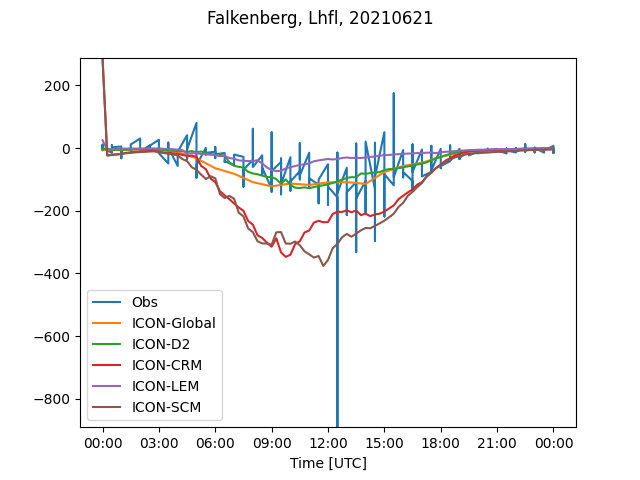 Falkenberg, Lhfl, 20210621
200
0
−200
−400
−600
−800
Obs
ICON-Global
ICON-D2
ICON-CRM
ICON-LEM
ICON-SCM
00:00 03:00 06:00 09:00 12:00 15:00 18:00 21:00 00:00
Time [UTC]